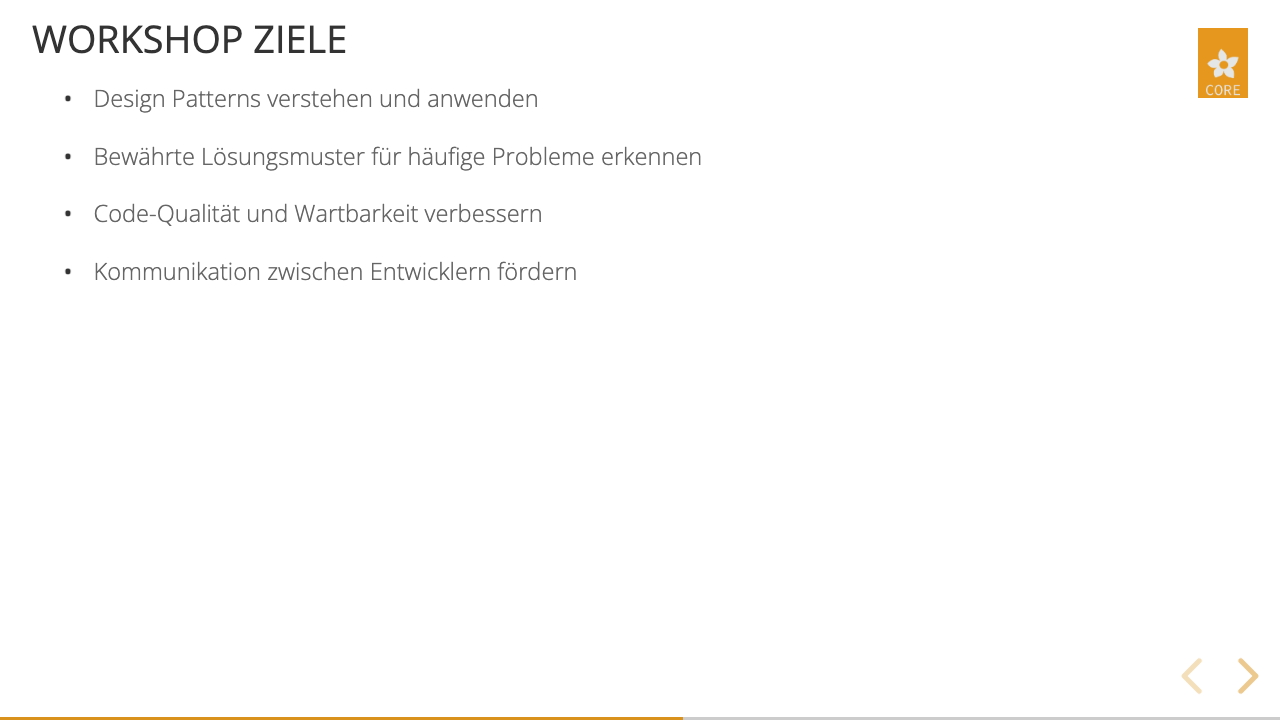 WORKSHOP ZIELE
CORE
• Design Patterns verstehen und anwenden
• Bewährte Lösungsmuster für häufige Probleme erkennen
• Code-Qualität und Wartbarkeit verbessern
• Kommunikation zwischen Entwicklern fördern